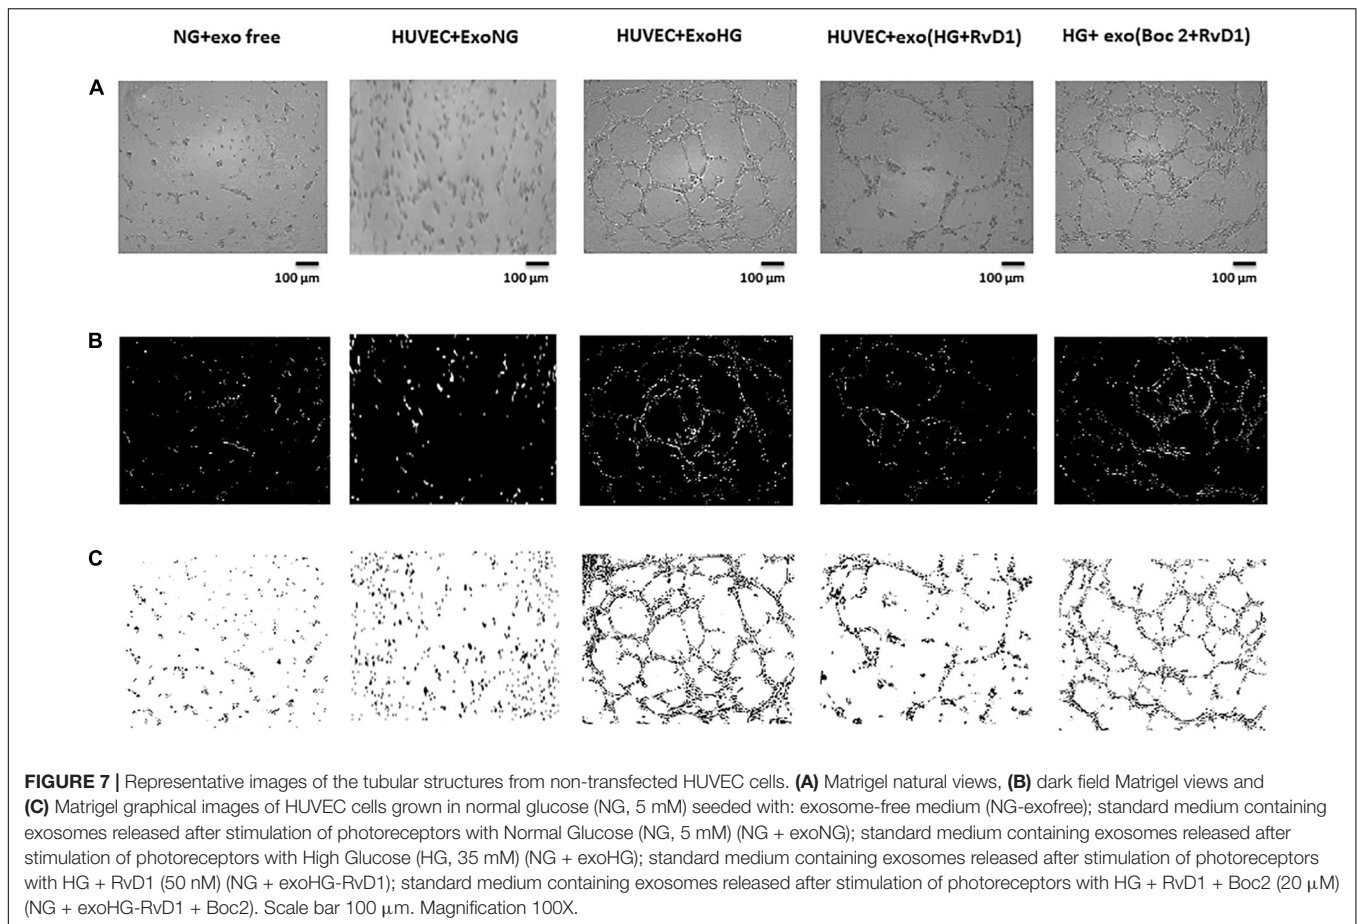 NG+exo free HUVEC+ExoNG HUVEC+ExoHG HUVEC+exo(HG+RvD1) HG+ exo(Boc 2+RvD1)
A
100 µm 100 µm 100 µm 100 µm 100 µm
B
C
FIGURE 7 | Representative images of the tubular structures from non-transfected HUVEC cells. (A) Matrigel natural views, (B) dark field Matrigel views and
(C) Matrigel graphical images of HUVEC cells grown in normal glucose (NG, 5 mM) seeded with: exosome-free medium (NG-exofree); standard medium containing
exosomes released after stimulation of photoreceptors with Normal Glucose (NG, 5 mM) (NG + exoNG); standard medium containing exosomes released after
stimulation of photoreceptors with High Glucose (HG, 35 mM) (NG + exoHG); standard medium containing exosomes released after stimulation of photoreceptors
with HG + RvD1 (50 nM) (NG + exoHG-RvD1); standard medium containing exosomes released after stimulation of photoreceptors with HG + RvD1 + Boc2 (20 µM)
(NG + exoHG-RvD1 + Boc2). Scale bar 100 µm. Magnification 100X.